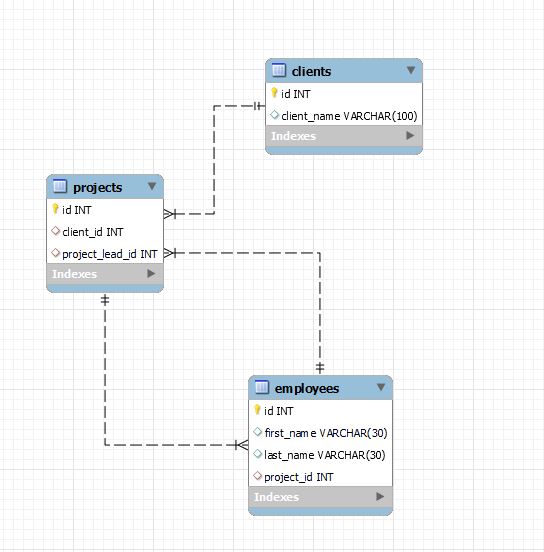 clients
id INT
client_name VARCHAR(100)
Indexes
projects
id INT
client_id INT
project_lead_id INT
Indexes
employees
id INT
first_name VARCHAR(30)
last_name VARCHAR(30)
project_id INT
Indexes